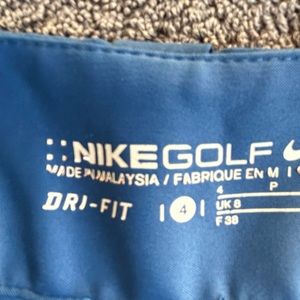 NIKEGOLF
MADE IN MALAYSIA / FABRIQUE EN M
DRI-FIT
4
4 P
UK 8
F 38